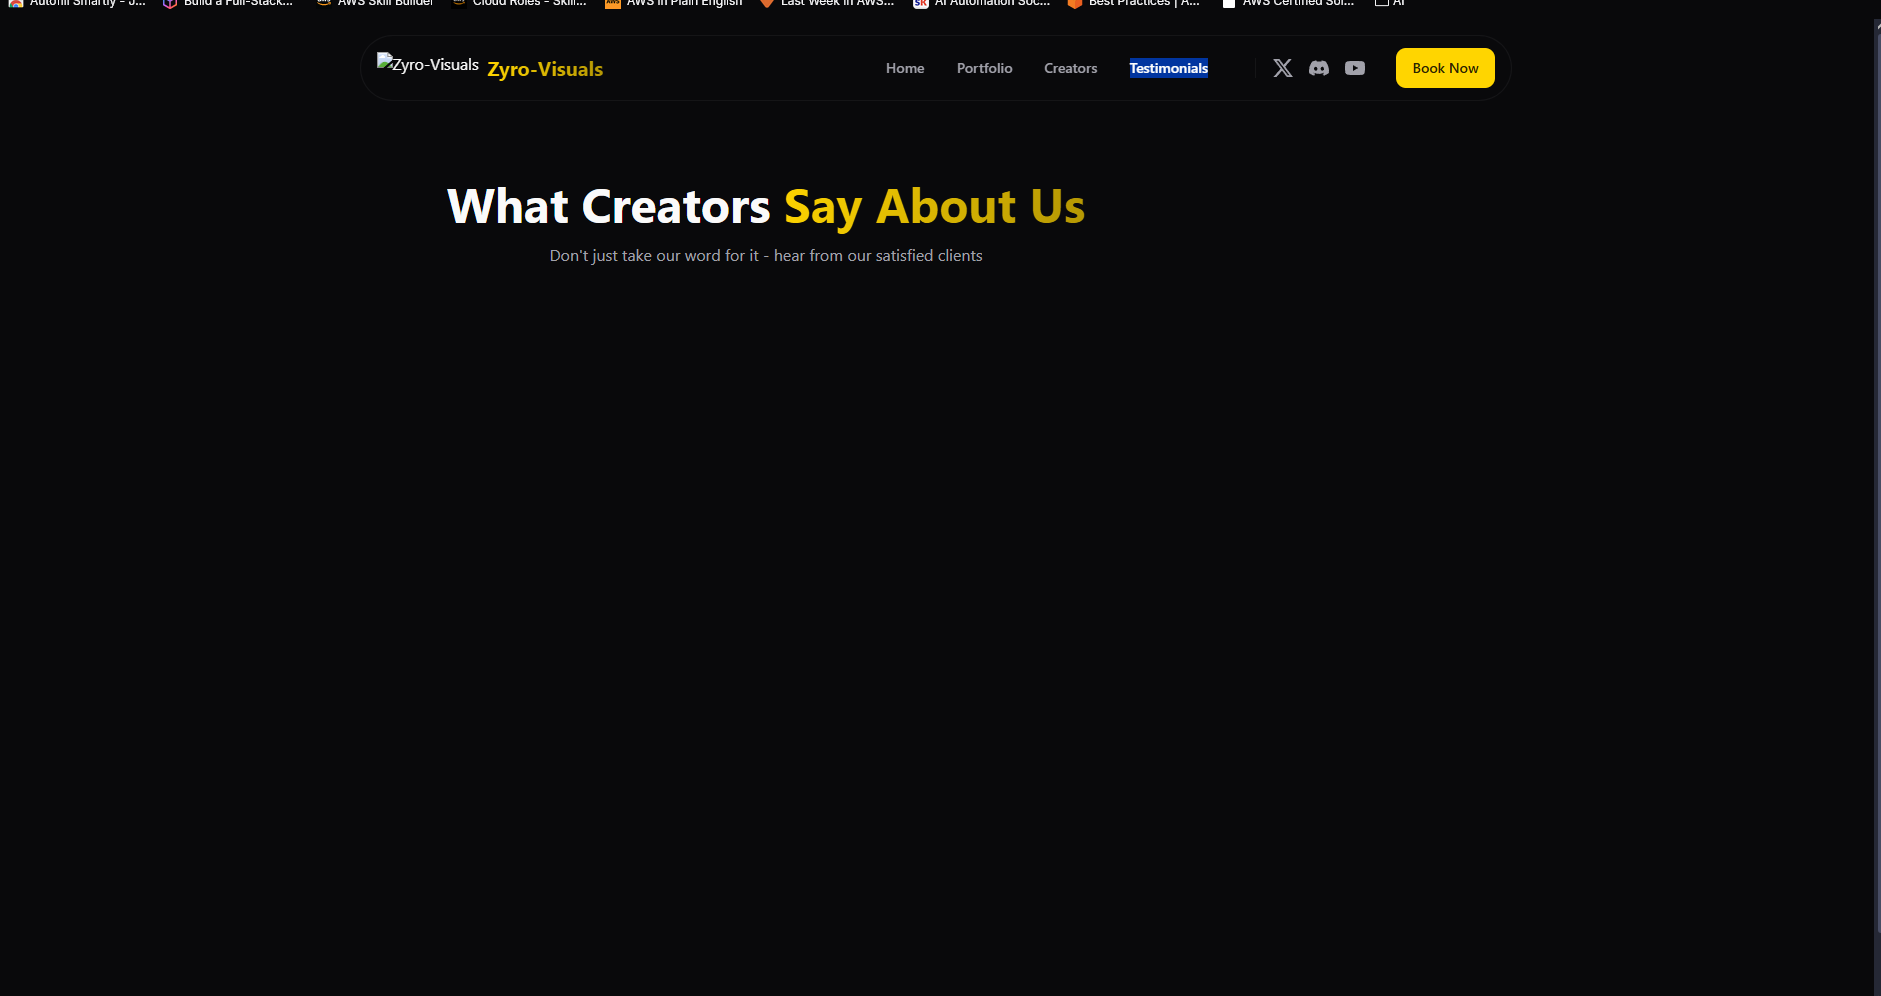 Autofill Smartly - J... Build a Full-Stack... AWS Skill Builder Cloud Roles - Skill... AWS in Plain English Last Week in AWS... AI Automation Soc... Best Practices | A... AWS Certified Sol... AI
Zyro-Visuals Zyro-Visuals Home Portfolio Creators Testimonials Book Now
What Creators Say About Us
Don't just take our word for it - hear from our satisfied clients